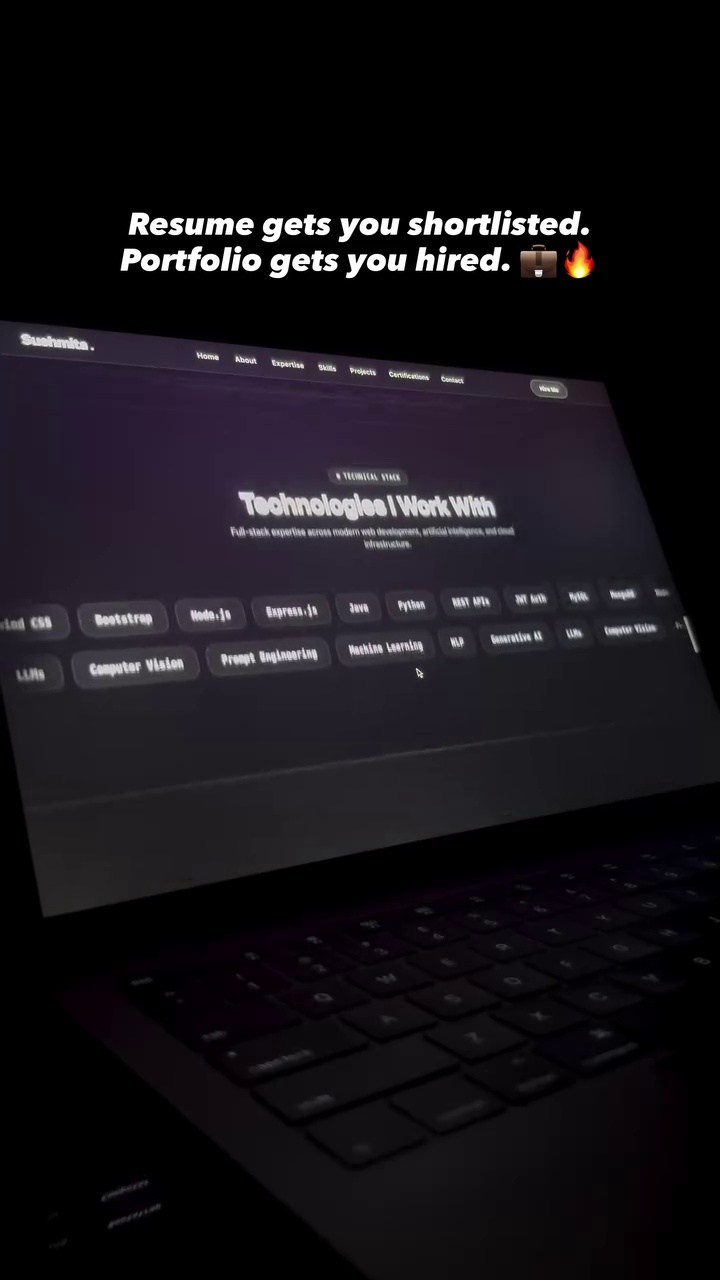 Resume gets you shortlisted.
Portfolio gets you hired. 💼🔥
Sushmita.
Home About Expertise Skills Projects Certifications Contact
Hire Me
TECHNICAL STACK
Technologies I Work With
Full-stack expertise across modern web development, artificial intelligence, and cloud
infrastructure.
CSS Bootstrap Node.js Express.js Java Python REST APIs JWT Auth MySQL MongoDB
LLMs Computer Vision Prompt Engineering Machine Learning NLP Generative AI LLMs Computer Vision
Q W E R T Y
A S D F G
Z X C V B